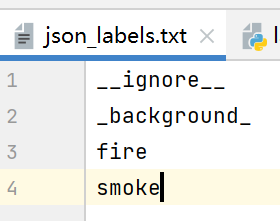 json_labels.txt
1 __ignore__
2 _background_
3 fire
4 smoke